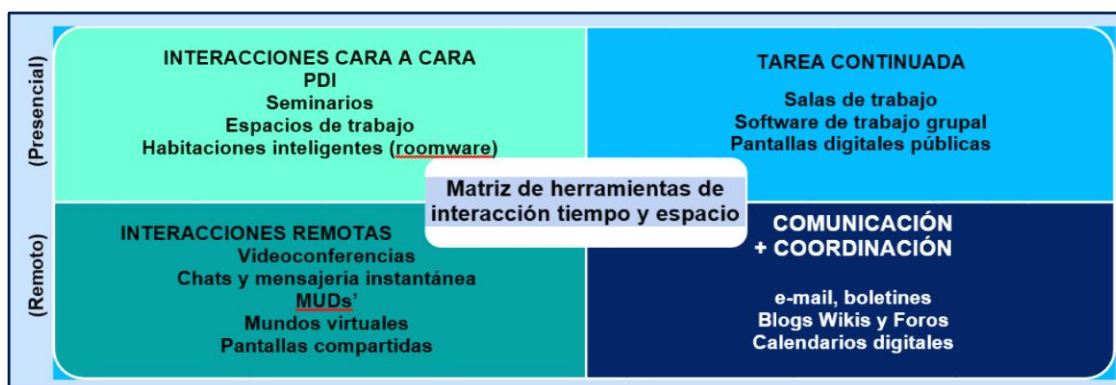 (Presencial)
INTERACCIONES CARA A CARA
PDI
Seminarios
Espacios de trabajo
Habitaciones inteligentes (roomware)
TAREA CONTINUADA
Salas de trabajo
Software de trabajo grupal
Pantallas digitales públicas
Matriz de herramientas de
interacción tiempo y espacio
(Remoto)
INTERACCIONES REMOTAS
Videoconferencias
Chats y mensajería instantánea
MUDs’
Mundos virtuales
Pantallas compartidas
COMUNICACIÓN
+ COORDINACIÓN
e-mail, boletines
Blogs Wikis y Foros
Calendarios digitales